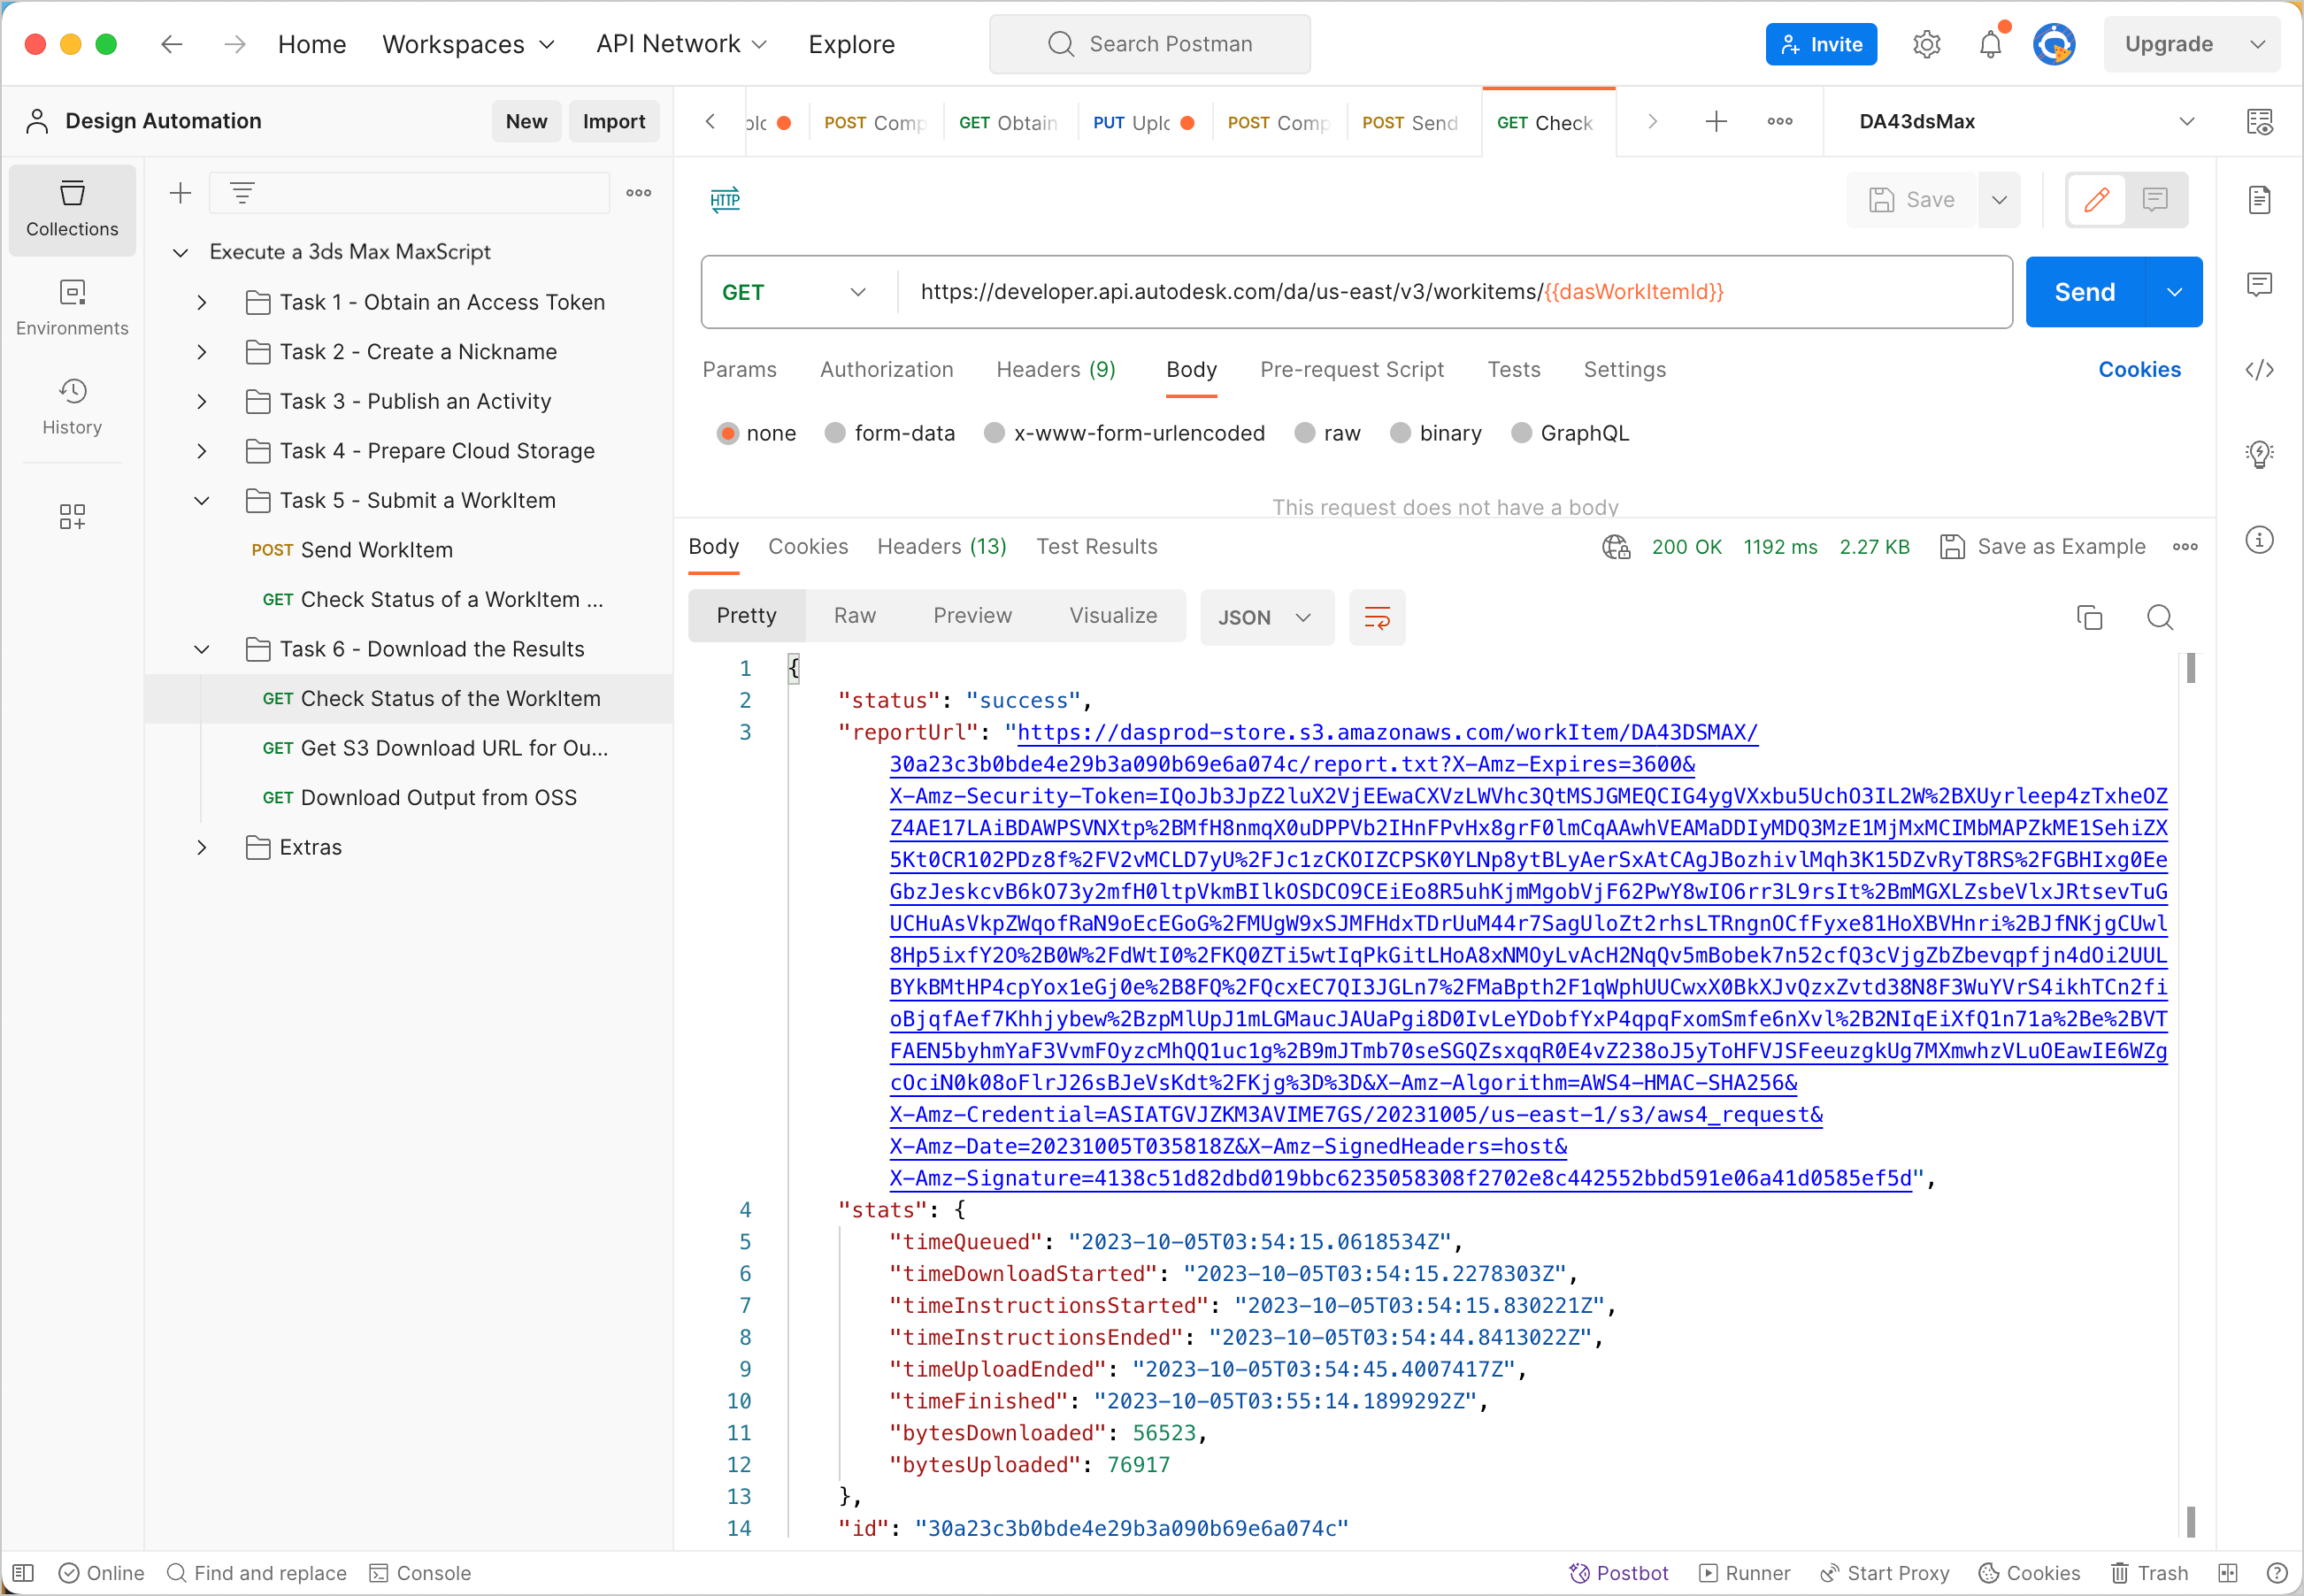 Home
Workspaces
API Network
Explore
Search Postman
Invite
Upgrade
Design Automation
New
Import
POST Comp
GET Obtain
PUT Uplo
POST Comp
POST Send
GET Check
DA43dsMax
Collections
Environments
History
Execute a 3ds Max MaxScript
Task 1 - Obtain an Access Token
Task 2 - Create a Nickname
Task 3 - Publish an Activity
Task 4 - Prepare Cloud Storage
Task 5 - Submit a WorkItem
POST Send WorkItem
GET Check Status of a WorkItem ...
Task 6 - Download the Results
GET Check Status of the WorkItem
GET Get S3 Download URL for Ou...
GET Download Output from OSS
Extras
HTTP
Save
GET
https://developer.api.autodesk.com/da/us-east/v3/workitems/{{dasWorkItemId}}
Send
Params
Authorization
Headers (9)
Body
Pre-request Script
Tests
Settings
Cookies
none
form-data
x-www-form-urlencoded
raw
binary
GraphQL
This request does not have a body
Body
Cookies
Headers (13)
Test Results
200 OK
1192 ms
2.27 KB
Save as Example
Pretty
Raw
Preview
Visualize
JSON
1 {
2 "status": "success",
3 "reportUrl": "https://dasprod-store.s3.amazonaws.com/workItem/DA43DSMAX/
30a23c3b0bde4e29b3a090b69e6a074c/report.txt?X-Amz-Expires=3600&
X-Amz-Security-Token=IQoJb3JpZ2luX2VjEEwaCXVzLWVhc3QtMSJGMEQCIG4ygVXxbu5UchO3IL2W%2BXUyrleep4zTxheOZ
Z4AE17LAiBDAWPSVNXtp%2BMfH8nmqX0uDPPVb2IHnFPvHx8grF0lmCqAAwhVEAMaDDIyMDQ3MzE1MjMxMCIMbMAPZkME1SehiZX
5Kt0CR102PDz8f%2FV2vMCLD7yU%2FJc1zCKOIZCPSK0YLNp8ytBLyAerSxAtCAgJBozhivlMqh3K15DZvRyT8RS%2FGBHIxg0Ee
GbzJeskcvB6kO73y2mfH0ltpVkmBIlkOSDCO9CEiEo8R5uhKjmMgobVjF62PwY8wIO6rr3L9rsIt%2BmMGXLZsbeVlxJRtsevTuG
UCHuAsVkpZWqofRaN9oEcEGoG%2FMUgW9xSJMFHdxTDrUuM44r7SagUloZt2rhsLTRngnOCfFyxe81HoXBVHnri%2BJfNKjgCUwl
8Hp5ixfY2O%2B0W%2FdWtI0%2FKQ0ZTi5wtIqPkGitLHoA8xNMOyLvAcH2NqQv5mBobek7n52cfQ3cVjgZbZbevqpfjn4dOi2UUL
BYkBMtHP4cpYox1eGj0e%2B8FQ%2FQcxEC7QI3JGLn7%2FMaBpth2F1qWphUUCwxX0BkXJvQzxZvtd38N8F3WuYVrS4ikhTCn2fi
oBjqfAef7Khhjybew%2BzpMlUpJ1mLGMaucJAUaPgi8D0IvLeYDobfYxP4qpqFxomSmfe6nXvl%2B2NIqEiXfQ1n71a%2Be%2BVT
FAEN5byhmYaF3VvmFOyzcMhQQ1uc1g%2B9mJTmb70seSGQZsxqqR0E4vZ238oJ5yToHFVJSFeeuzgkUg7MXmwhzVLuOEawIE6WZg
cOciN0k08oFlrJ26sBJeVsKdt%2FKjg%3D%3D&X-Amz-Algorithm=AWS4-HMAC-SHA256&
X-Amz-Credential=ASIATGVJZKM3AVIME7GS/20231005/us-east-1/s3/aws4_request&
X-Amz-Date=20231005T035818Z&X-Amz-SignedHeaders=host&
X-Amz-Signature=4138c51d82dbd019bbc6235058308f2702e8c442552bbd591e06a41d0585ef5d",
4 "stats": {
5 "timeQueued": "2023-10-05T03:54:15.0618534Z",
6 "timeDownloadStarted": "2023-10-05T03:54:15.2278303Z",
7 "timeInstructionsStarted": "2023-10-05T03:54:15.830221Z",
8 "timeInstructionsEnded": "2023-10-05T03:54:44.8413022Z",
9 "timeUploadEnded": "2023-10-05T03:54:45.4007417Z",
10 "timeFinished": "2023-10-05T03:55:14.1899292Z",
11 "bytesDownloaded": 56523,
12 "bytesUploaded": 76917
13 },
14 "id": "30a23c3b0bde4e29b3a090b69e6a074c"
Online
Find and replace
Console
Postbot
Runner
Start Proxy
Cookies
Trash